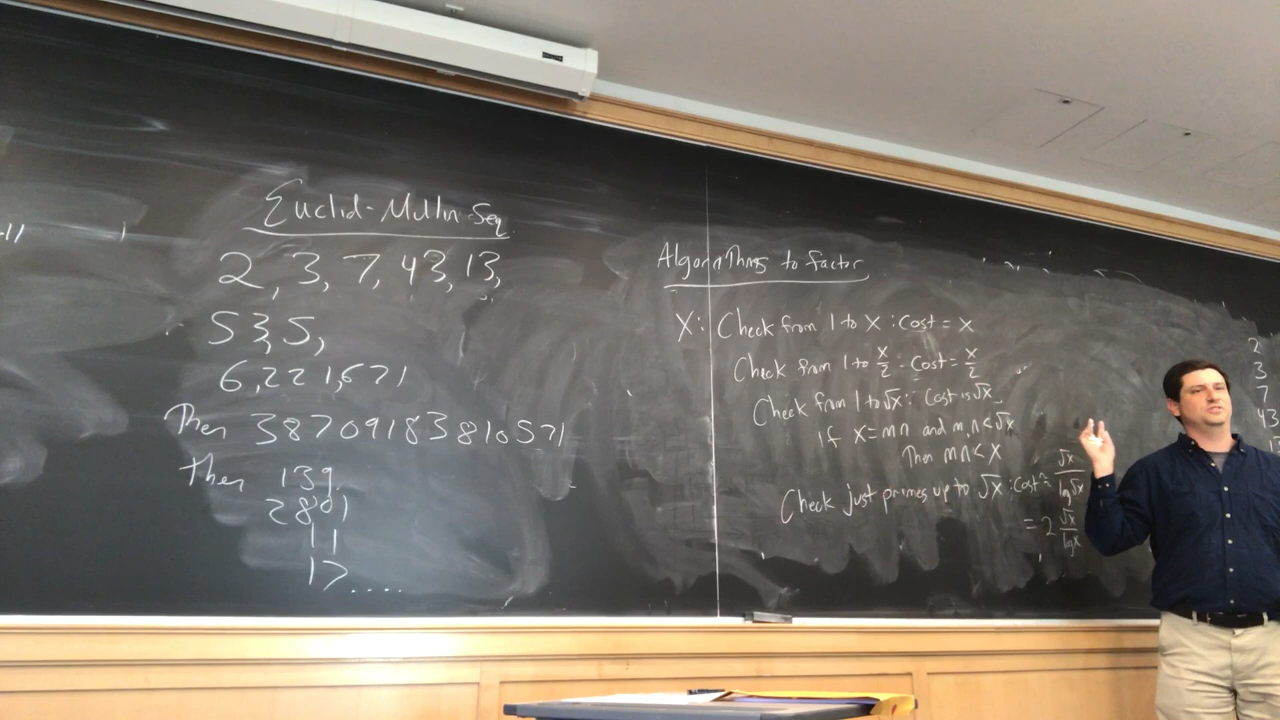 Euclid-Mullin Seq
2, 3, 7, 43, 13,
53, 5,
6,221,671
Then 38709183810571
then 139,
2801
11
17....
Algorithms to factor
X: Check from 1 to X : Cost = X
Check from 1 to X/2 : Cost = X/2
Check from 1 to √X : Cost is √X
if X=mn and m,n<√X
Then mn<X
Check just primes up to √X : Cost ≈ √X/log√X
= 2 √X/logX
2
3
7
43